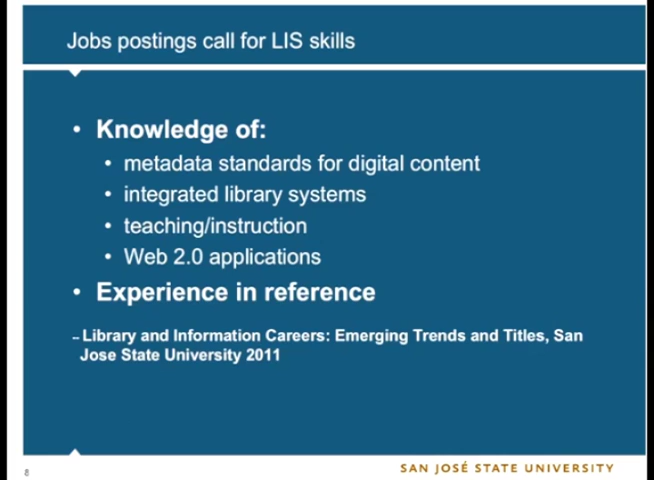 Jobs postings call for LIS skills
• Knowledge of:
• metadata standards for digital content
• integrated library systems
• teaching/instruction
• Web 2.0 applications
• Experience in reference
-- Library and Information Careers: Emerging Trends and Titles, San
Jose State University 2011
8
SAN JOSÉ STATE UNIVERSITY